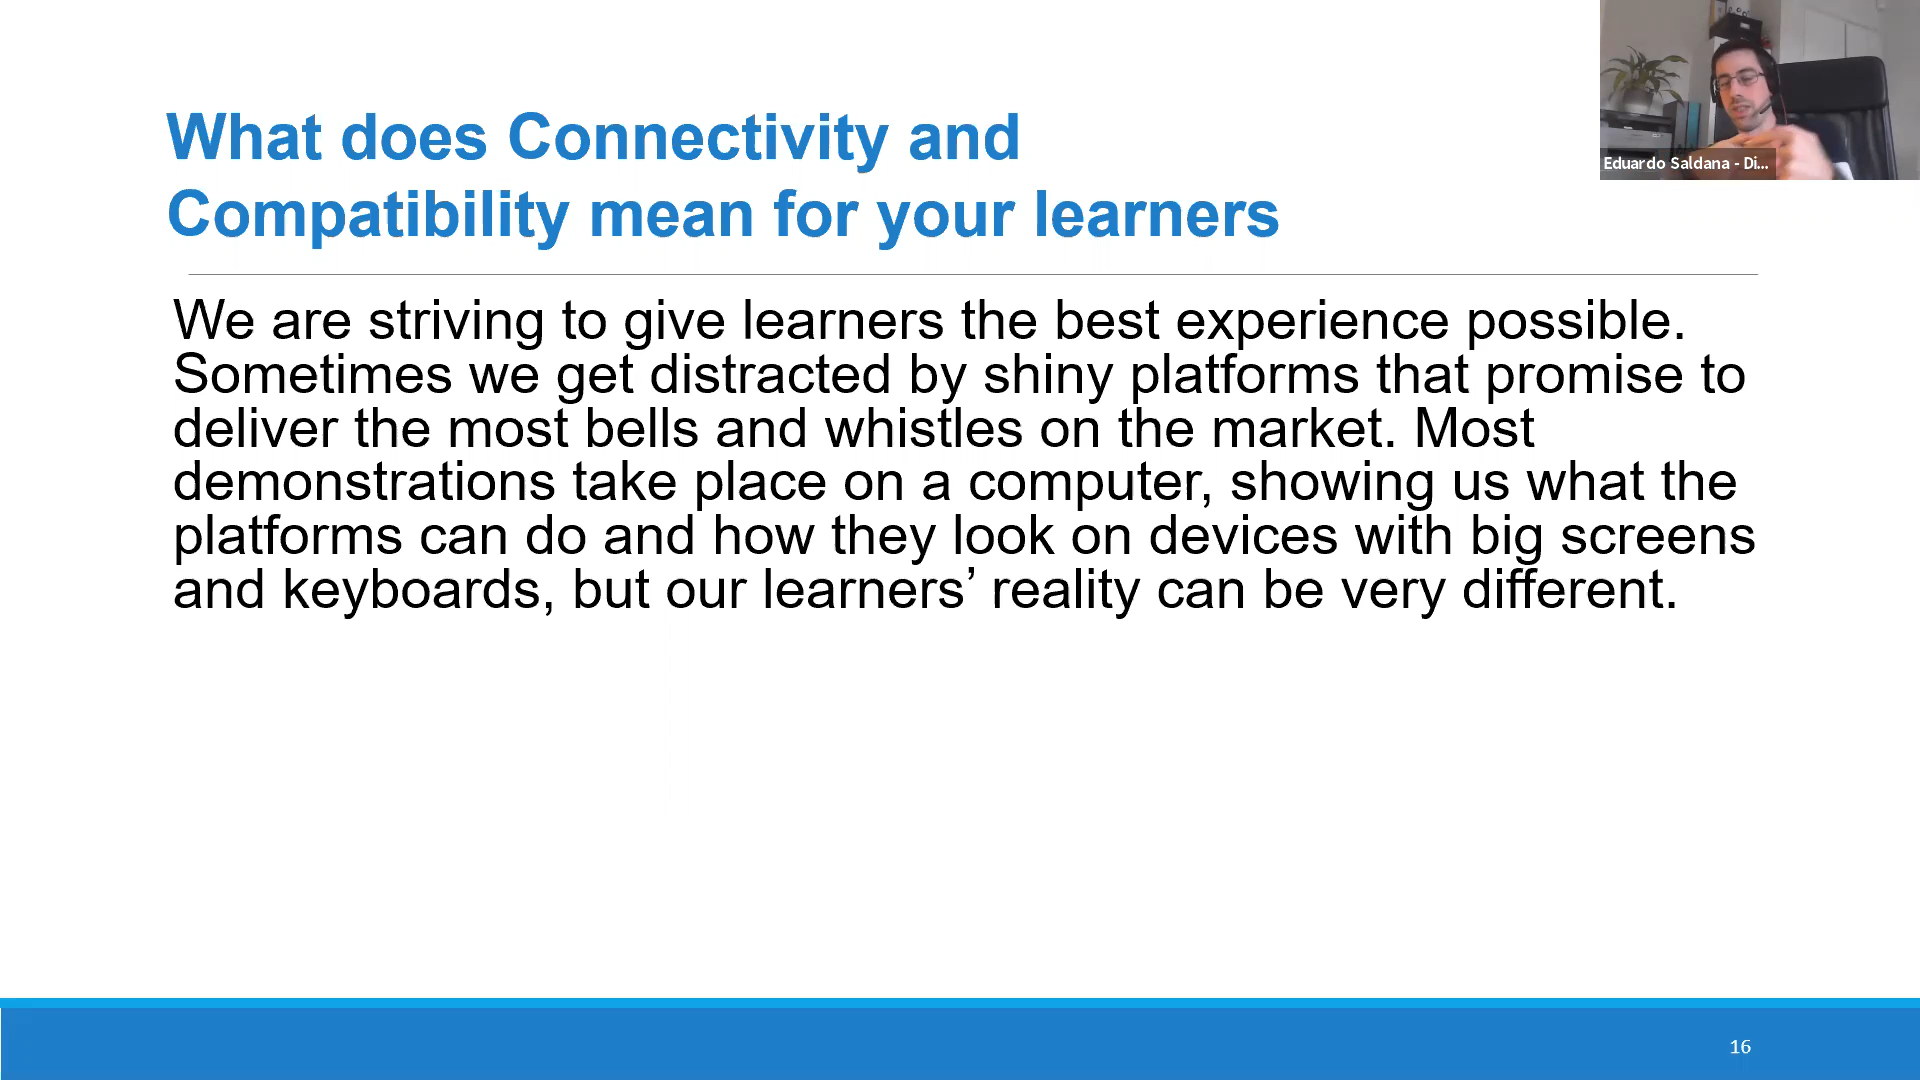 What does Connectivity and
Compatibility mean for your learners
We are striving to give learners the best experience possible.
Sometimes we get distracted by shiny platforms that promise to
deliver the most bells and whistles on the market. Most
demonstrations take place on a computer, showing us what the
platforms can do and how they look on devices with big screens
and keyboards, but our learners’ reality can be very different.
Eduardo Saldana - Di...
16